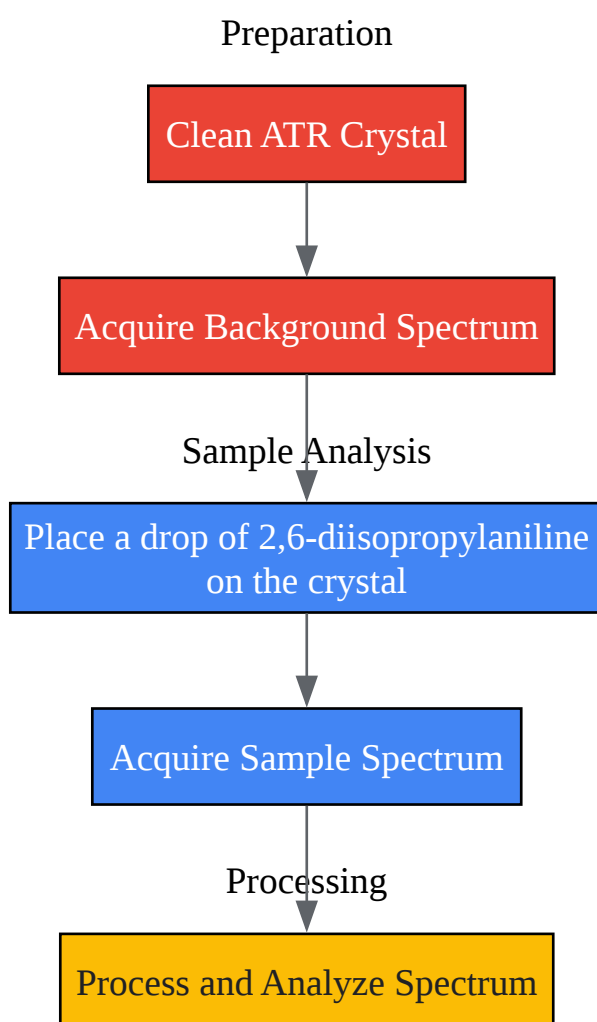 Preparation
Clean ATR Crystal
Acquire Background Spectrum
Sample Analysis
Place a drop of 2,6-diisopropylaniline
on the crystal
Acquire Sample Spectrum
Processing
Process and Analyze Spectrum